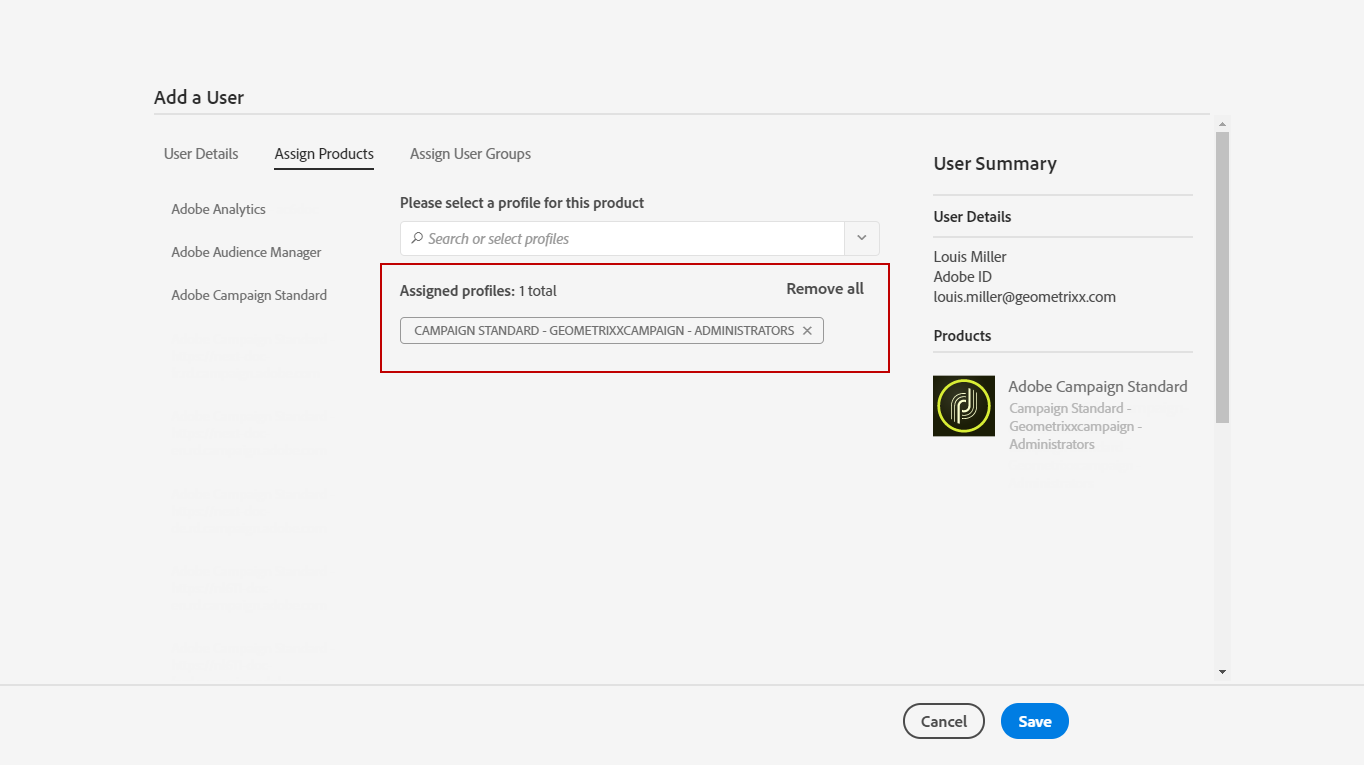 Add a User
User Details
Assign Products
Assign User Groups
Adobe Analytics
Adobe Audience Manager
Adobe Campaign Standard
Please select a profile for this product
Search or select profiles
Assigned profiles: 1 total
Remove all
CAMPAIGN STANDARD - GEOMETRIXXCAMPAIGN - ADMINISTRATORS
User Summary
User Details
Louis Miller
Adobe ID
louis.miller@geometrixx.com
Products
Adobe Campaign Standard
Campaign Standard -
Geometrixxcampaign -
Administrators
Cancel
Save